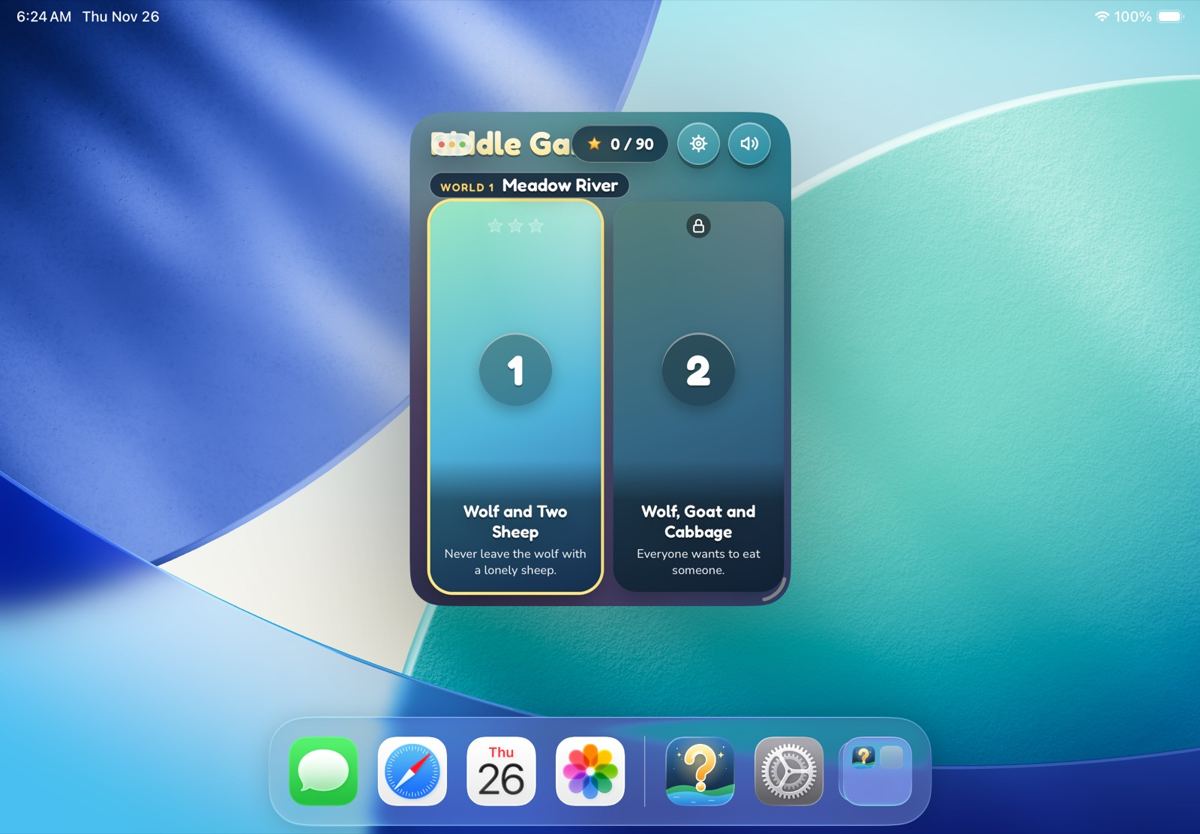 6:24 AM Thu Nov 26
100%
ddle Ga
0 / 90
WORLD 1 Meadow River
1
Wolf and Two
Sheep
Never leave the wolf with
a lonely sheep.
2
Wolf, Goat and
Cabbage
Everyone wants to eat
someone.
Thu
26
?